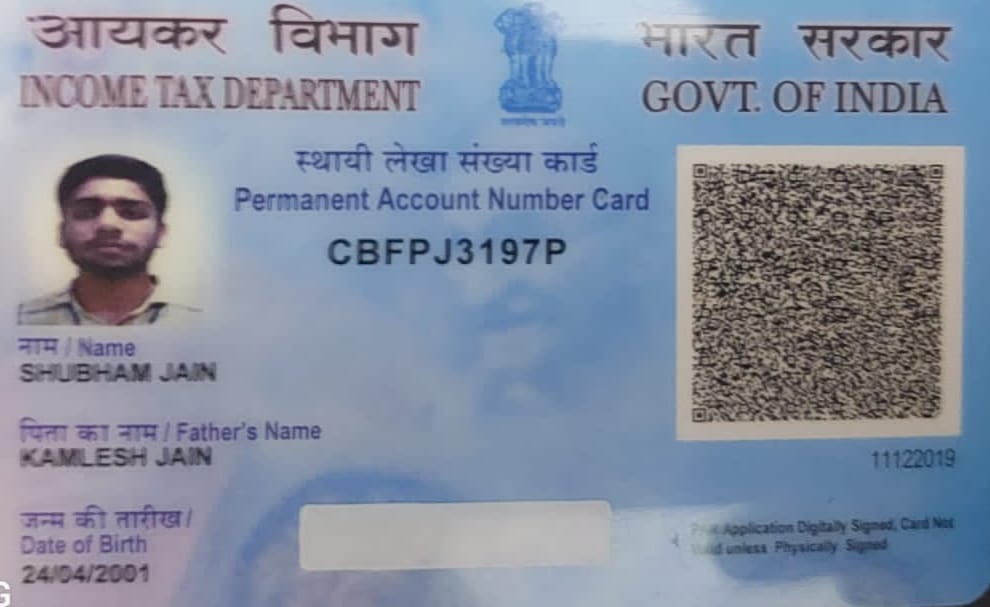 आयकर विभाग
INCOME TAX DEPARTMENT
भारत सरकार
GOVT. OF INDIA
सत्यमेव जयते
स्थायी लेखा संख्या कार्ड
Permanent Account Number Card
CBFPJ3197P
नाम / Name
SHUBHAM JAIN
पिता का नाम / Father's Name
KAMLESH JAIN
जन्म की तारीख/
Date of Birth
24/04/2001
11122019
Application Digitally Signed, Card Not
unless Physically Signed
G